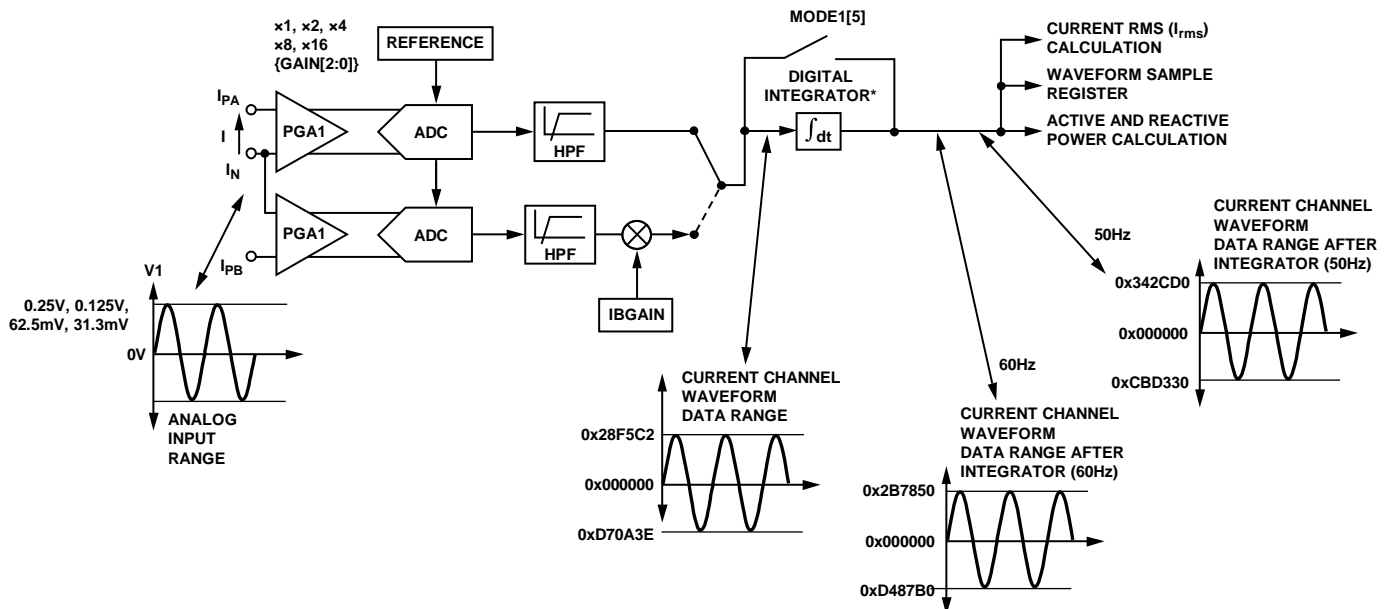 ×1, ×2, ×4
×8, ×16
{GAIN[2:0]}
REFERENCE
MODE1[5]
CURRENT RMS (Irms)
CALCULATION
WAVEFORM SAMPLE
REGISTER
ACTIVE AND REACTIVE
POWER CALCULATION
DIGITAL
INTEGRATOR*
∫dt
IPA
I
IN
PGA1
ADC
HPF
PGA1
ADC
HPF
IPB
IBGAIN
V1
0.25V, 0.125V,
62.5mV, 31.3mV
0V
ANALOG
INPUT
RANGE
CURRENT CHANNEL
WAVEFORM
DATA RANGE
0x28F5C2
0x000000
0xD70A3E
60Hz
CURRENT CHANNEL
WAVEFORM
DATA RANGE AFTER
INTEGRATOR (60Hz)
0x2B7850
0x000000
0xD487B0
50Hz
CURRENT CHANNEL
WAVEFORM
DATA RANGE AFTER
INTEGRATOR (50Hz)
0x342CD0
0x000000
0xCBD330